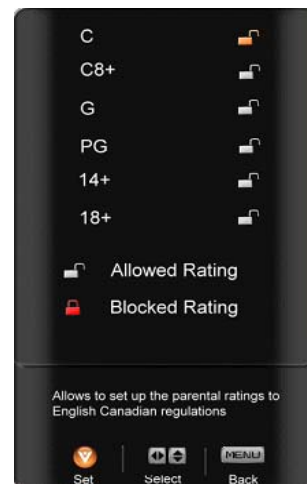 C
C8+
G
PG
14+
18+
Allowed Rating
Blocked Rating
Allows to set up the parental ratings to
English Canadian regulations
MENU
Set Select Back